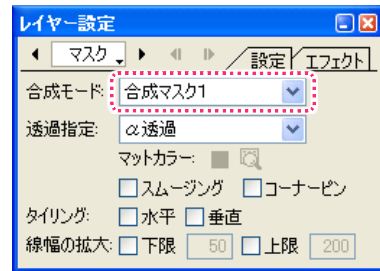 レイヤー設定
マスク 設定 エフェクト
合成モード: 合成マスク1
透過指定: α透過
マットカラー:
スムージング コーナーピン
タイリング: 水平 垂直
線幅の拡大: 下限 50 上限 200